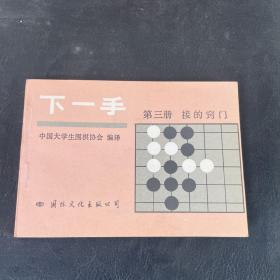 下一手
第三册 接的窍门
中国大学生围棋协会 编译
国际文化出版公司